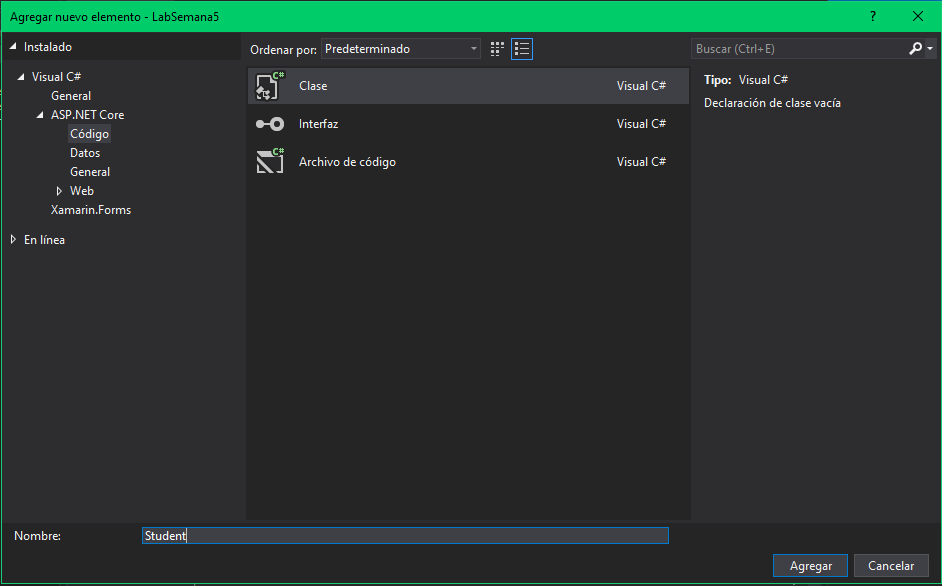 Agregar nuevo elemento - LabSemana5
?
Instalado
Ordenar por: Predeterminado
Buscar (Ctrl+E)
Visual C#
General
ASP.NET Core
Código
Datos
General
Web
Xamarin.Forms
En línea
C# Clase Visual C#
Interfaz Visual C#
C# Archivo de código Visual C#
Tipo: Visual C#
Declaración de clase vacía
Nombre: Student
Agregar Cancelar